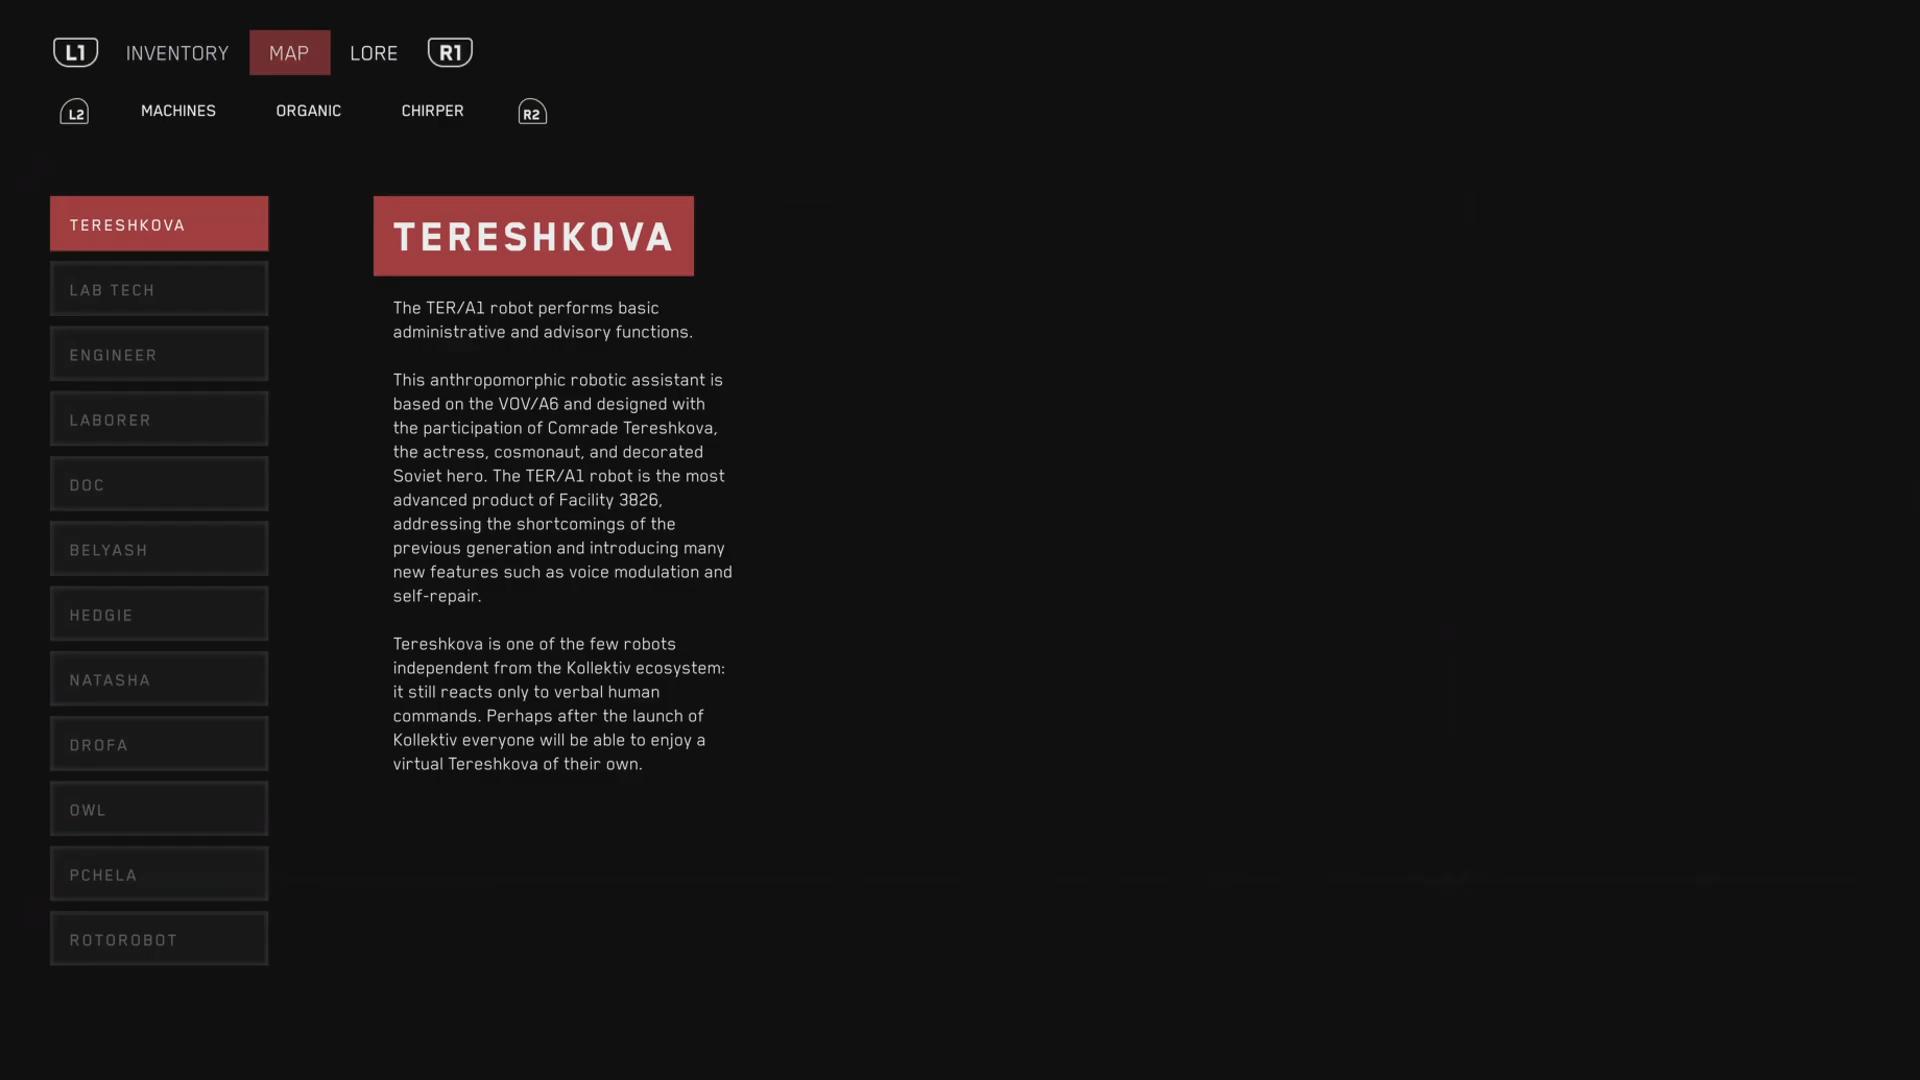 L1 INVENTORY MAP LORE R1
L2 MACHINES ORGANIC CHIRPER R2
TERESHKOVA
LAB TECH
ENGINEER
LABORER
DOC
BELYASH
HEDGIE
NATASHA
DROFA
OWL
PCHELA
ROTOROBOT
TERESHKOVA
The TER/A1 robot performs basic
administrative and advisory functions.
This anthropomorphic robotic assistant is
based on the VOV/A6 and designed with
the participation of Comrade Tereshkova,
the actress, cosmonaut, and decorated
Soviet hero. The TER/A1 robot is the most
advanced product of Facility 3826,
addressing the shortcomings of the
previous generation and introducing many
new features such as voice modulation and
self-repair.
Tereshkova is one of the few robots
independent from the Kollektiv ecosystem:
it still reacts only to verbal human
commands. Perhaps after the launch of
Kollektiv everyone will be able to enjoy a
virtual Tereshkova of their own.